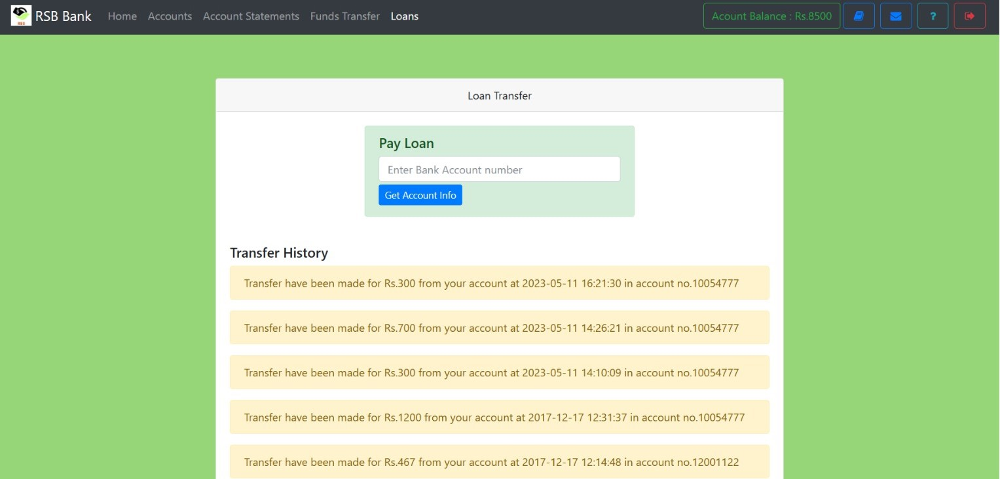 RSB Bank Home Accounts Account Statements Funds Transfer Loans Acount Balance : Rs.8500 ?
Loan Transfer
Pay Loan
Enter Bank Account number
Get Account Info
Transfer History
Transfer have been made for Rs.300 from your account at 2023-05-11 16:21:30 in account no.10054777
Transfer have been made for Rs.700 from your account at 2023-05-11 14:26:21 in account no.10054777
Transfer have been made for Rs.300 from your account at 2023-05-11 14:10:09 in account no.10054777
Transfer have been made for Rs.1200 from your account at 2017-12-17 12:31:37 in account no.10054777
Transfer have been made for Rs.467 from your account at 2017-12-17 12:14:48 in account no.12001122